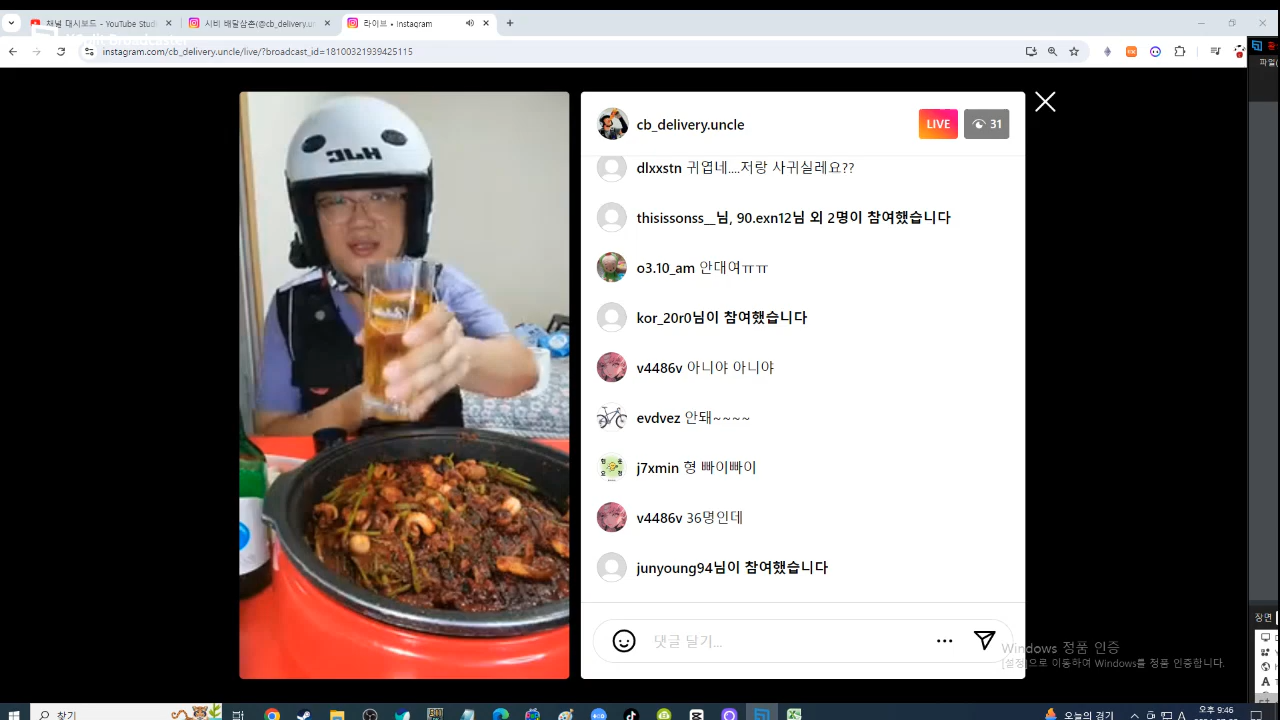 채널 대시보드 - YouTube Studi
시비 배달삼촌(@cb_delivery.un
라이브 • Instagram
XSplit Broadcaster
instagram.com/cb_delivery.uncle/live/?broadcast_id=18100321939425115
파일(
cb_delivery.uncle
LIVE
31
dlxxstn 귀엽네....저랑 사귀실레요??
thisissonss__님, 90.exn12님 외 2명이 참여했습니다
o3.10_am 안대여ㅠㅠ
kor_20r0님이 참여했습니다
v4486v 아니야 아니야
evdvez 안돼~~~~
j7xmin 형 빠이빠이
v4486v 36명인데
junyoung94님이 참여했습니다
댓글 달기...
Windows 정품 인증
[설정]으로 이동하여 Windows를 정품 인증합니다.
장면
찾기
오늘의 경기
A
오후 9:46